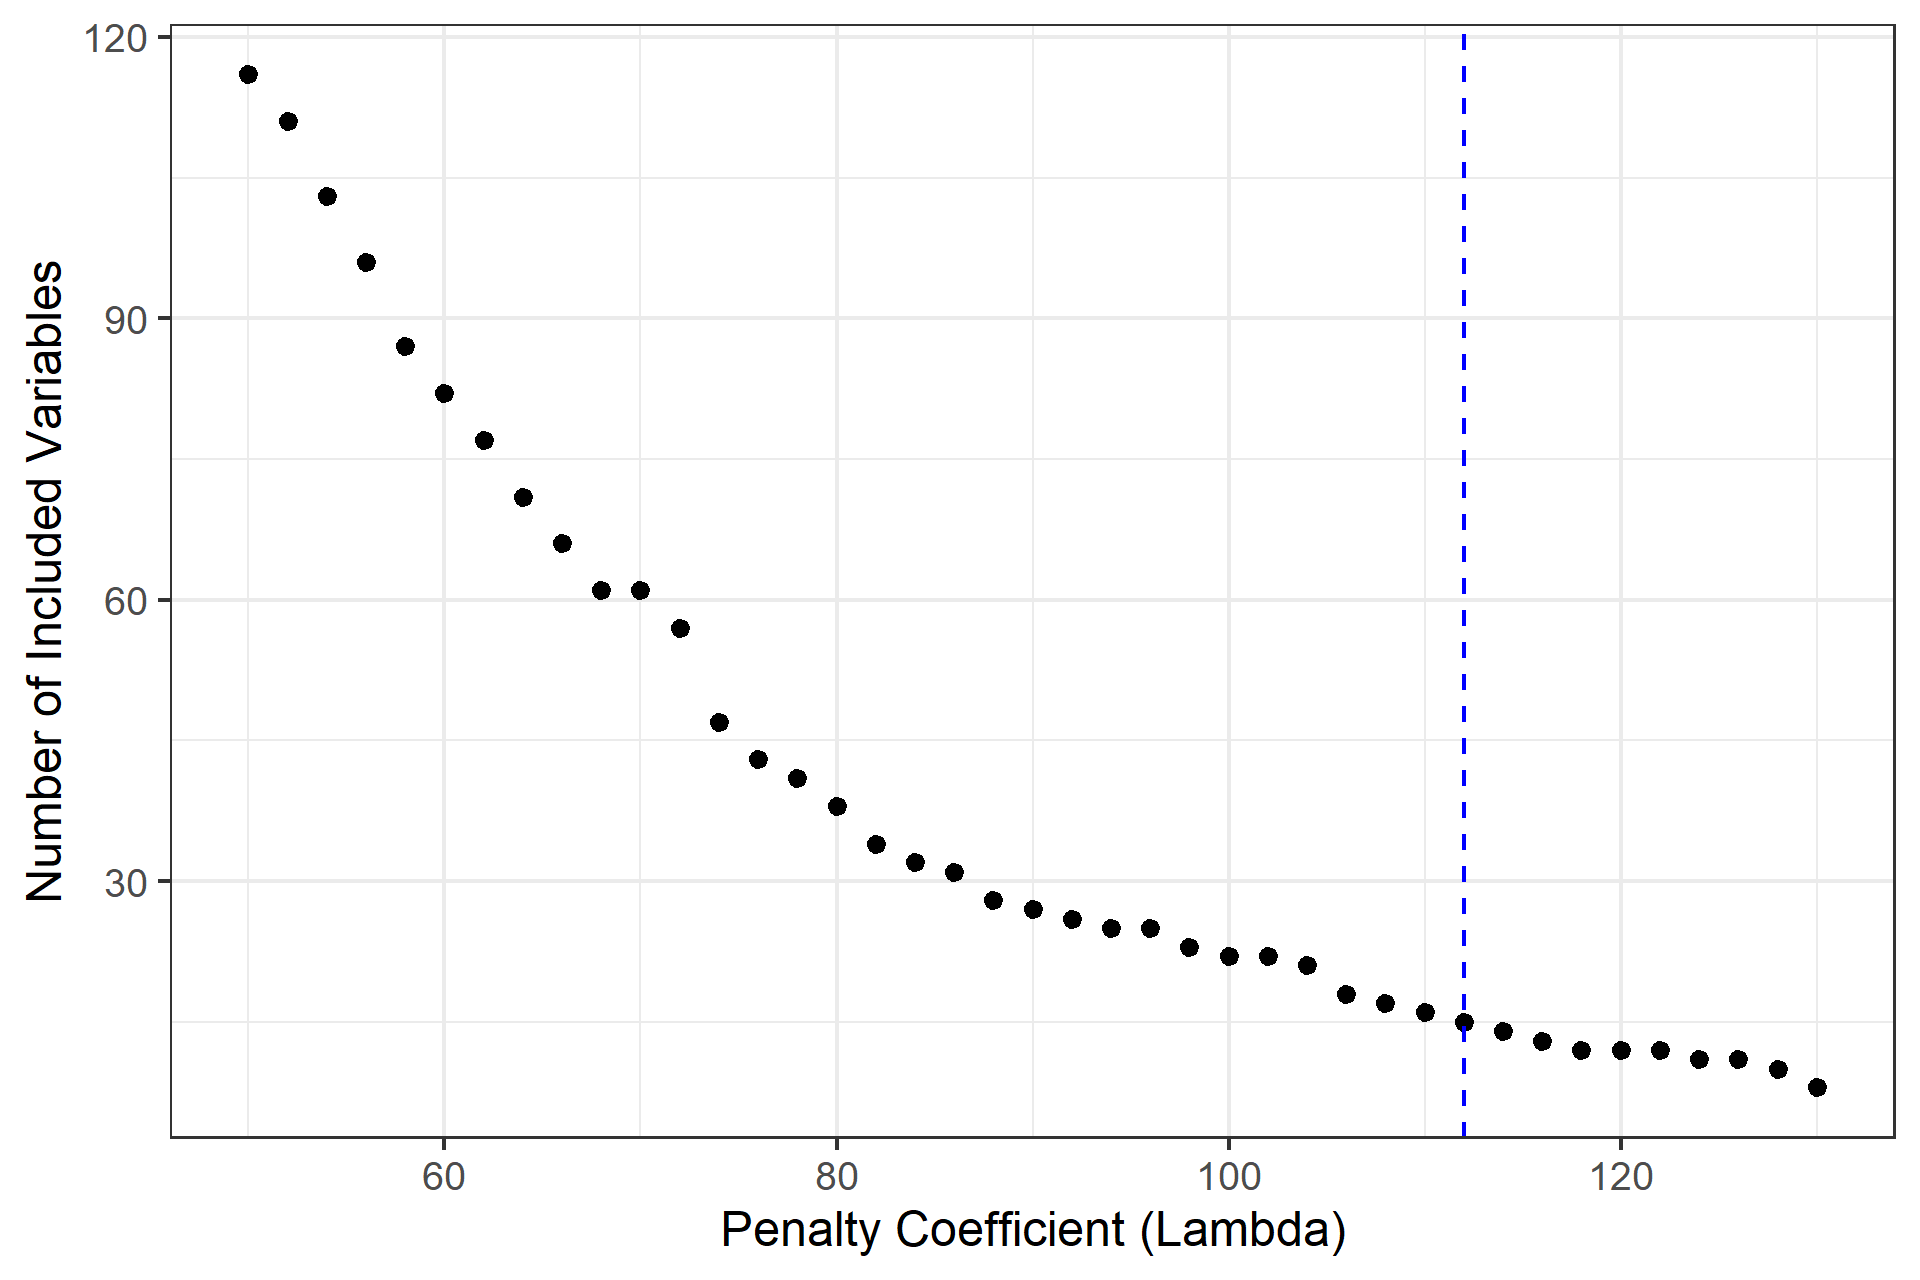 120
90
60
30
Number of Included Variables
60 80 100 120
Penalty Coefficient (Lambda)